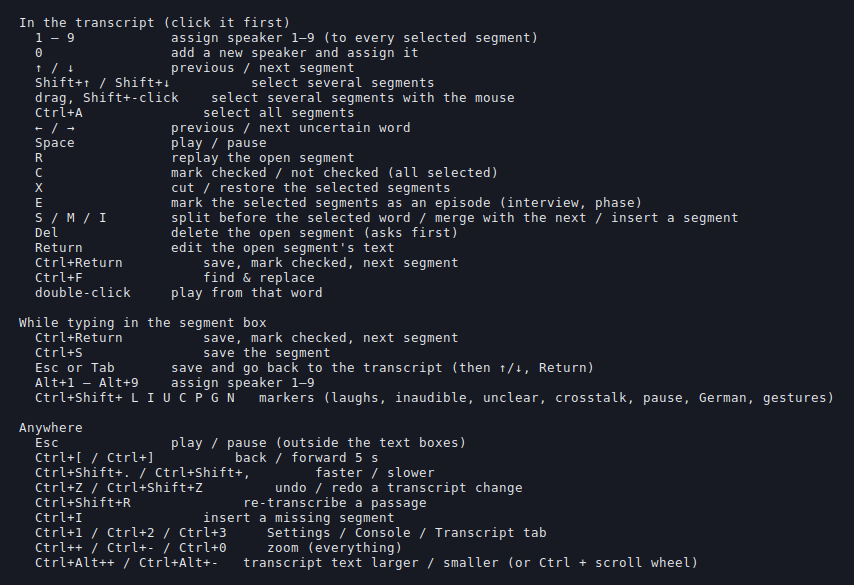 In the transcript (click it first)
1 – 9 assign speaker 1–9 (to every selected segment)
0 add a new speaker and assign it
↑ / ↓ previous / next segment
Shift+↑ / Shift+↓ select several segments
drag, Shift+-click select several segments with the mouse
Ctrl+A select all segments
← / → previous / next uncertain word
Space play / pause
R replay the open segment
C mark checked / not checked (all selected)
X cut / restore the selected segments
E mark the selected segments as an episode (interview, phase)
S / M / I split before the selected word / merge with the next / insert a segment
Del delete the open segment (asks first)
Return edit the open segment's text
Ctrl+Return save, mark checked, next segment
Ctrl+F find & replace
double-click play from that word

While typing in the segment box
Ctrl+Return save, mark checked, next segment
Ctrl+S save the segment
Esc or Tab save and go back to the transcript (then ↑/↓, Return)
Alt+1 – Alt+9 assign speaker 1–9
Ctrl+Shift+ L I U C P G N markers (laughs, inaudible, unclear, crosstalk, pause, German, gestures)

Anywhere
Esc play / pause (outside the text boxes)
Ctrl+[ / Ctrl+] back / forward 5 s
Ctrl+Shift+. / Ctrl+Shift+, faster / slower
Ctrl+Z / Ctrl+Shift+Z undo / redo a transcript change
Ctrl+Shift+R re-transcribe a passage
Ctrl+I insert a missing segment
Ctrl+1 / Ctrl+2 / Ctrl+3 Settings / Console / Transcript tab
Ctrl++ / Ctrl+- / Ctrl+0 zoom (everything)
Ctrl+Alt++ / Ctrl+Alt+- transcript text larger / smaller (or Ctrl + scroll wheel)